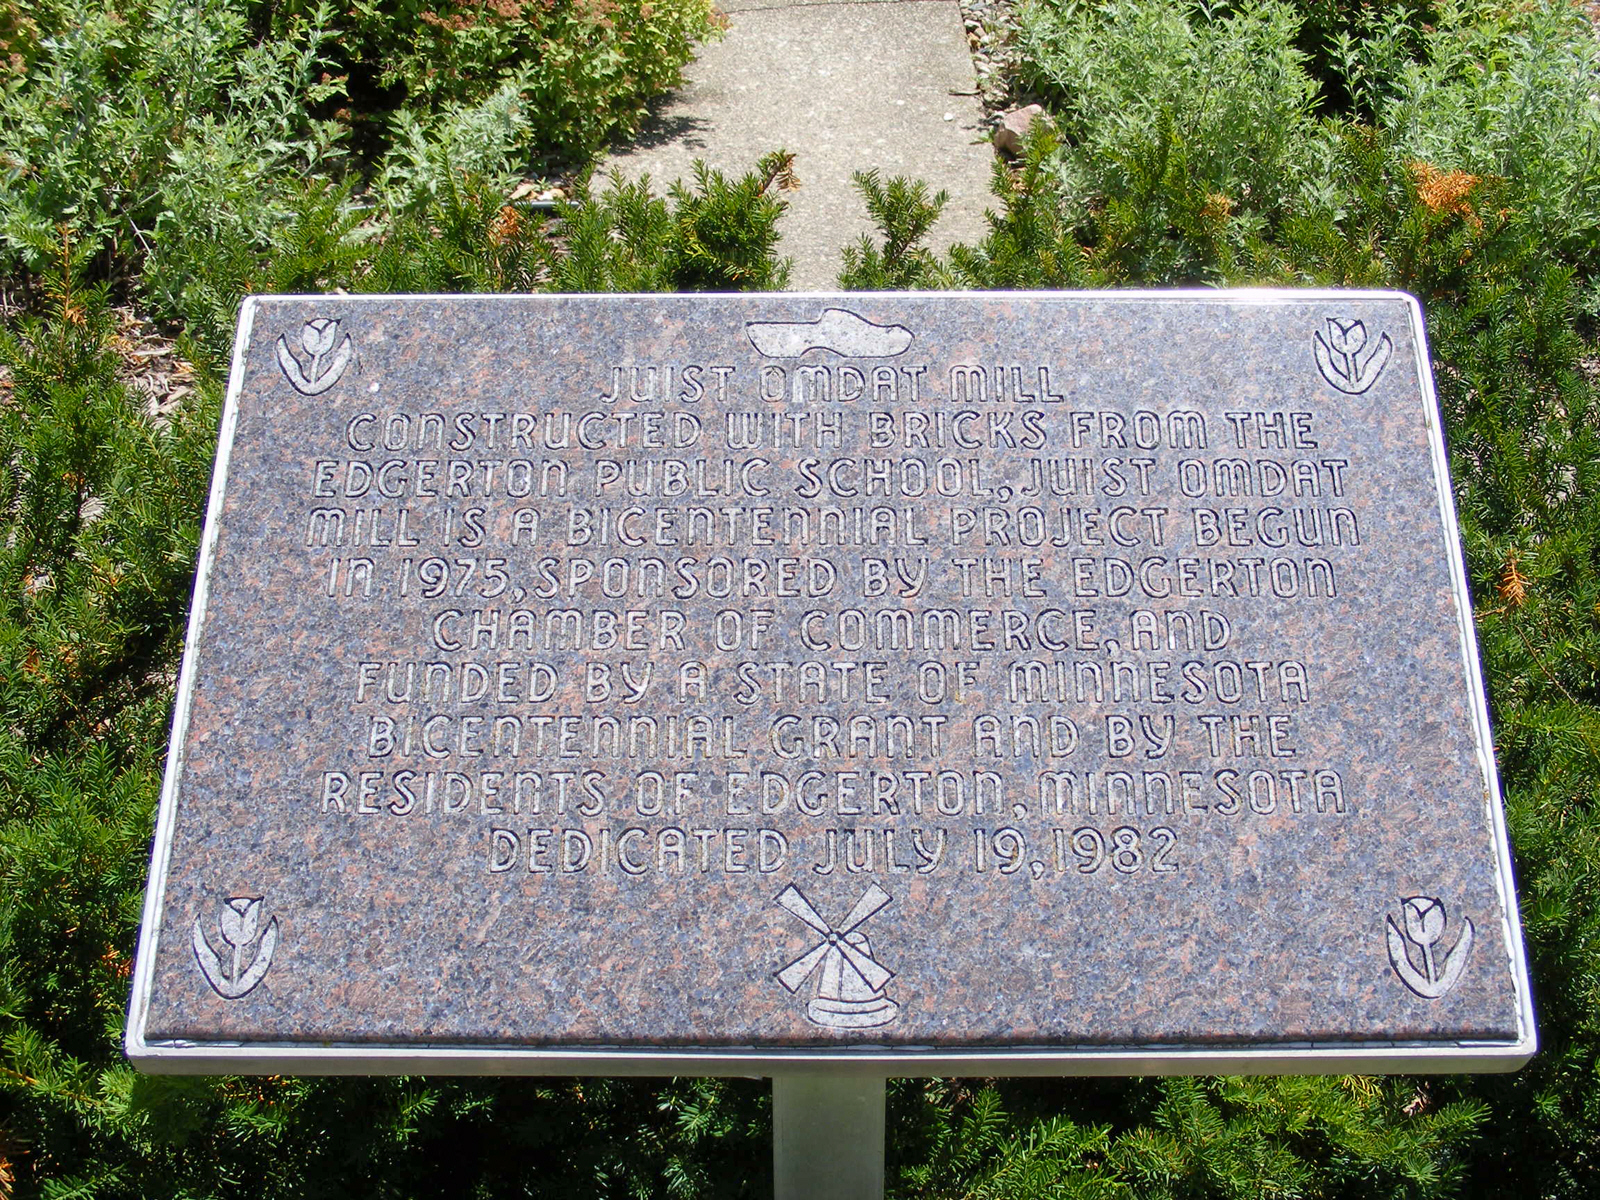 JUIST OMDAT MILL
CONSTRUCTED WITH BRICKS FROM THE
EDGERTON PUBLIC SCHOOL, JUIST OMDAT
MILL IS A BICENTENNIAL PROJECT BEGUN
IN 1975, SPONSORED BY THE EDGERTON
CHAMBER OF COMMERCE, AND
FUNDED BY A STATE OF MINNESOTA
BICENTENNIAL GRANT AND BY THE
RESIDENTS OF EDGERTON, MINNESOTA
DEDICATED JULY 19, 1982